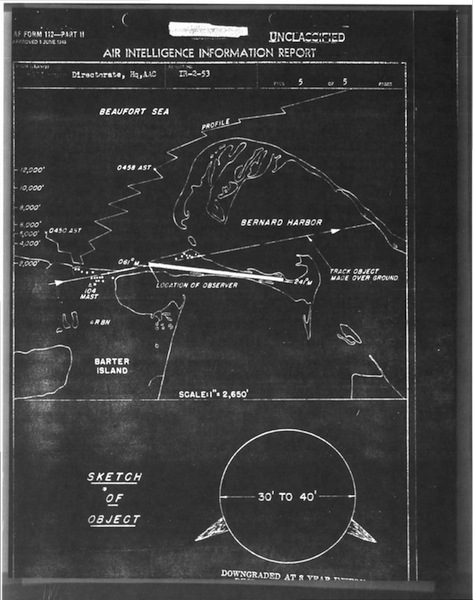 AF FORM 112—PART II
APPROVED 1 JUNE 1948
UNCLASSIFIED
AIR INTELLIGENCE INFORMATION REPORT
Directorate, Hq,AAC
IR-2-53
PAGE 5 OF 5 PAGES
BEAUFORT SEA
PROFILE
0458 AST
12,000'
10,000'
8,000'
6,000'
0450 AST
4,000'
2,000'
BERNARD HARBOR
061°M
241°M
TRACK OBJECT
MADE OVER GROUND
LOCATION OF OBSERVER
104
MAST
RBN
BARTER
ISLAND
SCALE:1"= 2,650'
SKETCH
OF
OBJECT
30' TO 40'
DOWNGRADED AT 3 YEAR